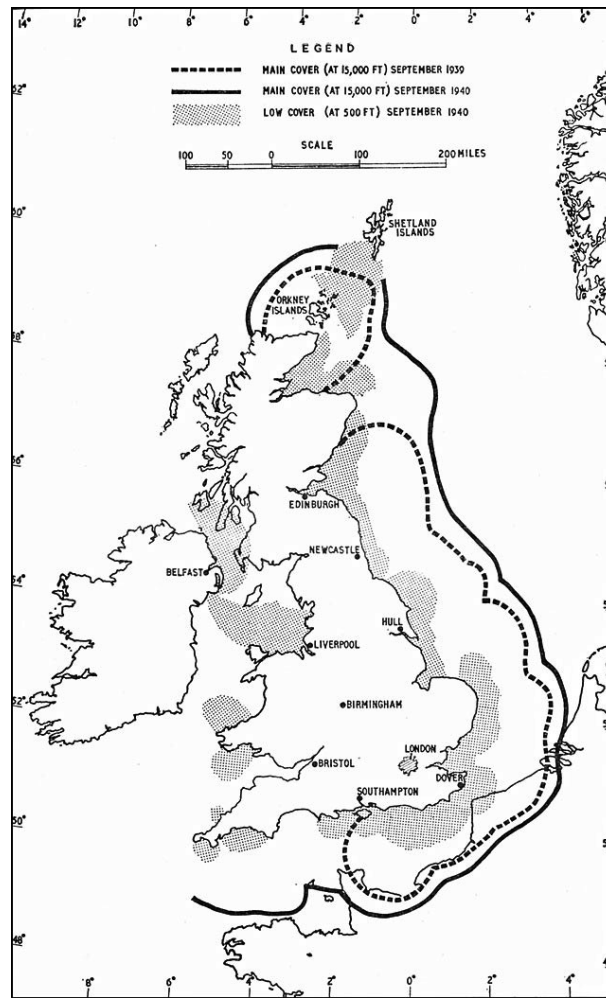 14° 12° 10° 8° 6° 4° 2° 0° 2° 4° 6° 8°
LEGEND
MAIN COVER (AT 15,000 FT) SEPTEMBER 1939
MAIN COVER (AT 15,000 FT) SEPTEMBER 1940
LOW COVER (AT 500 FT) SEPTEMBER 1940
SCALE
100 50 0 100 200 MILES
62°
60°
SHETLAND
ISLANDS
ORKNEY
ISLANDS
58°
56°
EDINBURGH
NEWCASTLE
BELFAST
54°
HULL
LIVERPOOL
52°
BIRMINGHAM
LONDON
BRISTOL
DOVER
SOUTHAMPTON
50°
48°
8° 6° 4° 2° 0° 2° 4°